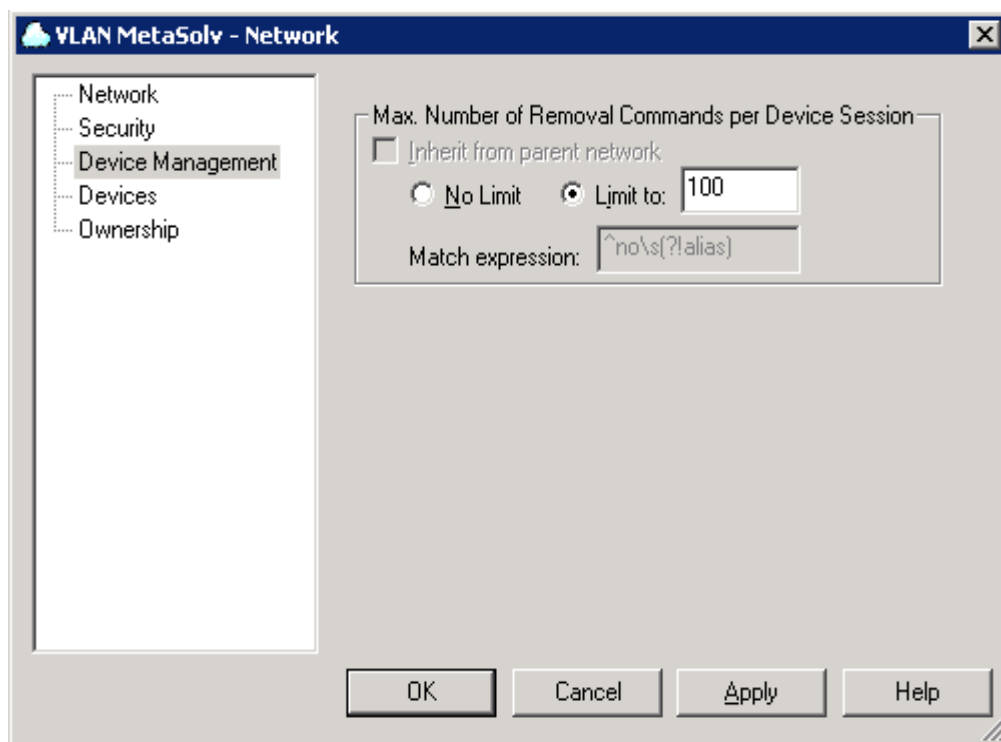 VLAN MetaSolv - Network
Network
Security
Device Management
Devices
Ownership
Max. Number of Removal Commands per Device Session
Inherit from parent network
No Limit Limit to: 100
Match expression: ^no\s(?!alias)
OK Cancel Apply Help